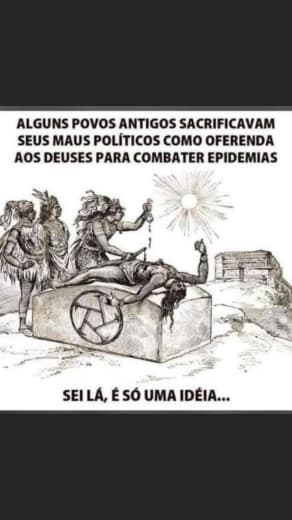 ALGUNS POVOS ANTIGOS SACRIFICAVAM
SEUS MAUS POLÍTICOS COMO OFERENDA
AOS DEUSES PARA COMBATER EPIDEMIAS
SEI LÁ, É SÓ UMA IDÉIA...